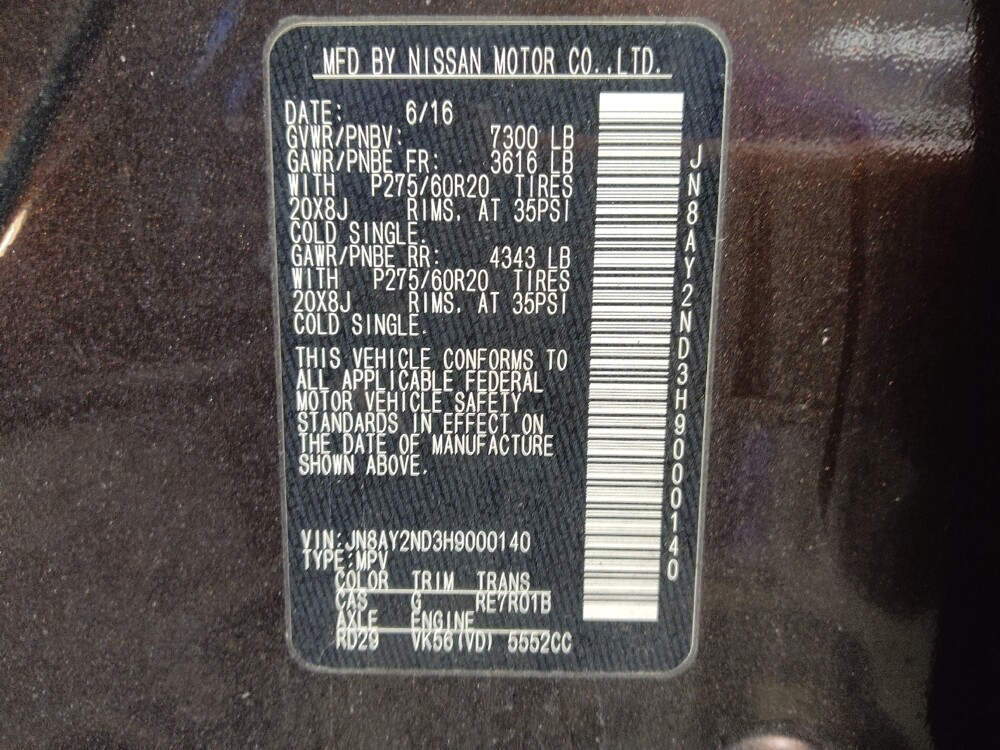 MFD BY NISSAN MOTOR CO.,LTD.
DATE: 6/16
GVWR/PNBV: 7300 LB
GAWR/PNBE FR: 3616 LB
WITH P275/60R20 TIRES
20X8J RIMS, AT 35PSI
COLD SINGLE.
GAWR/PNBE RR: 4343 LB
WITH P275/60R20 TIRES
20X8J RIMS, AT 35PSI
COLD SINGLE.
THIS VEHICLE CONFORMS TO
ALL APPLICABLE FEDERAL
MOTOR VEHICLE SAFETY
STANDARDS IN EFFECT ON
THE DATE OF MANUFACTURE
SHOWN ABOVE.
VIN:JN8AY2ND3H9000140
TYPE:MPV
COLOR TRIM TRANS
CAS G RE7R01B
AXLE ENGINE
RD29 VK56(VD) 5552CC
JN8AY2ND3H9000140